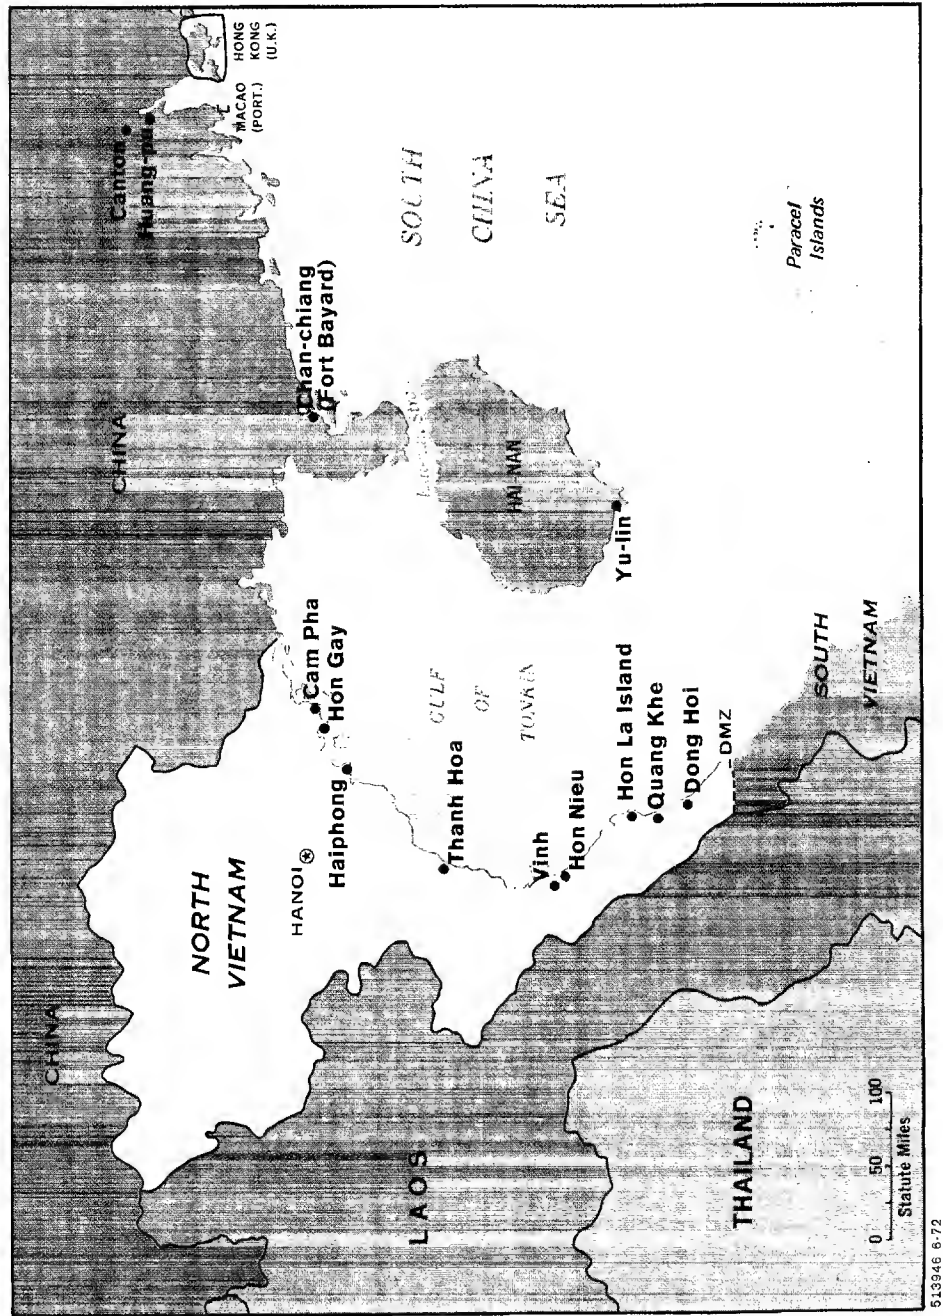 CHINA
CHINA
Canton
Huang-pu
MACAO
(PORT.)
HONG
KONG
(U.K.)
NORTH
VIETNAM
HANOI
Haiphong
Cam Pha
Hon Gay
Chan-chiang
(Fort Bayard)
SOUTH
CHINA
SEA
LAOS
Thanh Hoa
GULF
OF
TONKIN
HAI-NAN
Vinh
Hon Nieu
Yu-lin
Hon La Island
Quang Khe
Dong Hoi
DMZ
Paracel
Islands
THAILAND
SOUTH
VIETNAM
0 50 100
Statute Miles
513946 6-72